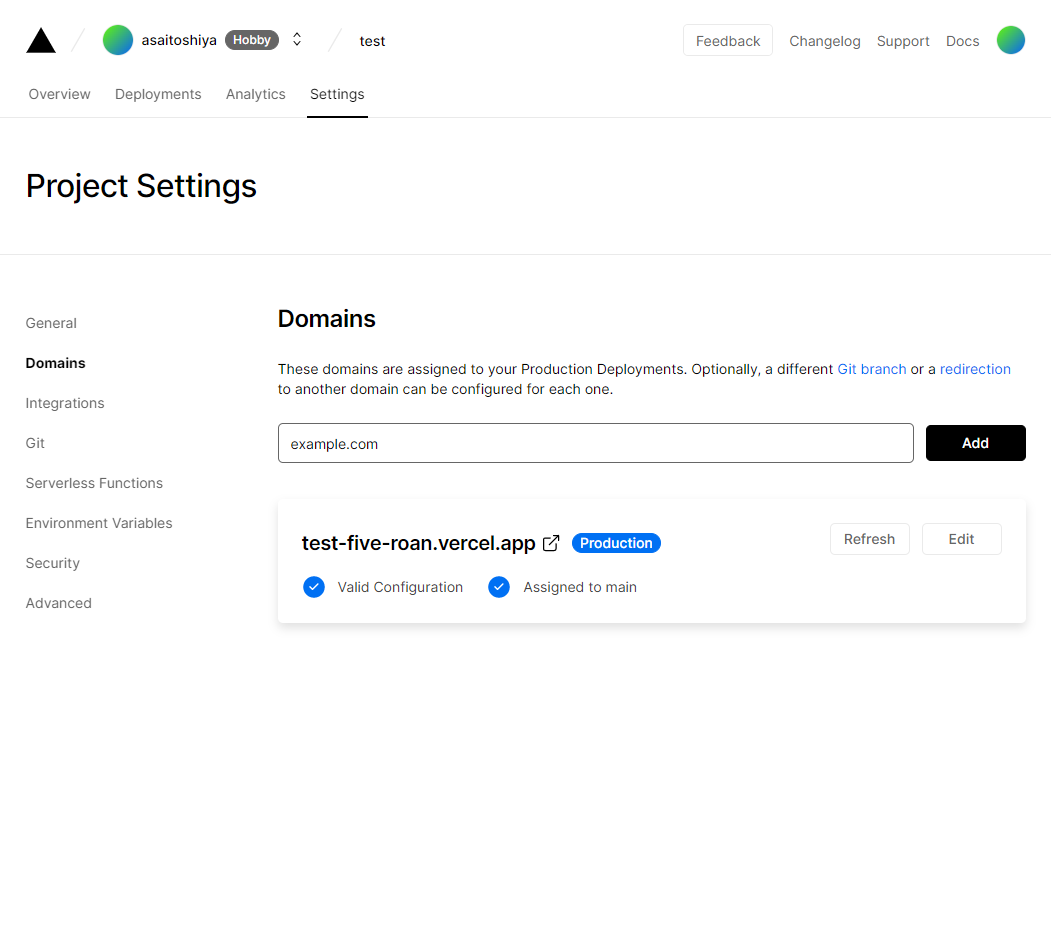 asaitoshiya Hobby test Feedback Changelog Support Docs
Overview Deployments Analytics Settings
Project Settings
General
Domains
Integrations
Git
Serverless Functions
Environment Variables
Security
Advanced
Domains
These domains are assigned to your Production Deployments. Optionally, a different Git branch or a redirection
to another domain can be configured for each one.
example.com Add
test-five-roan.vercel.app Production Refresh Edit
Valid Configuration Assigned to main